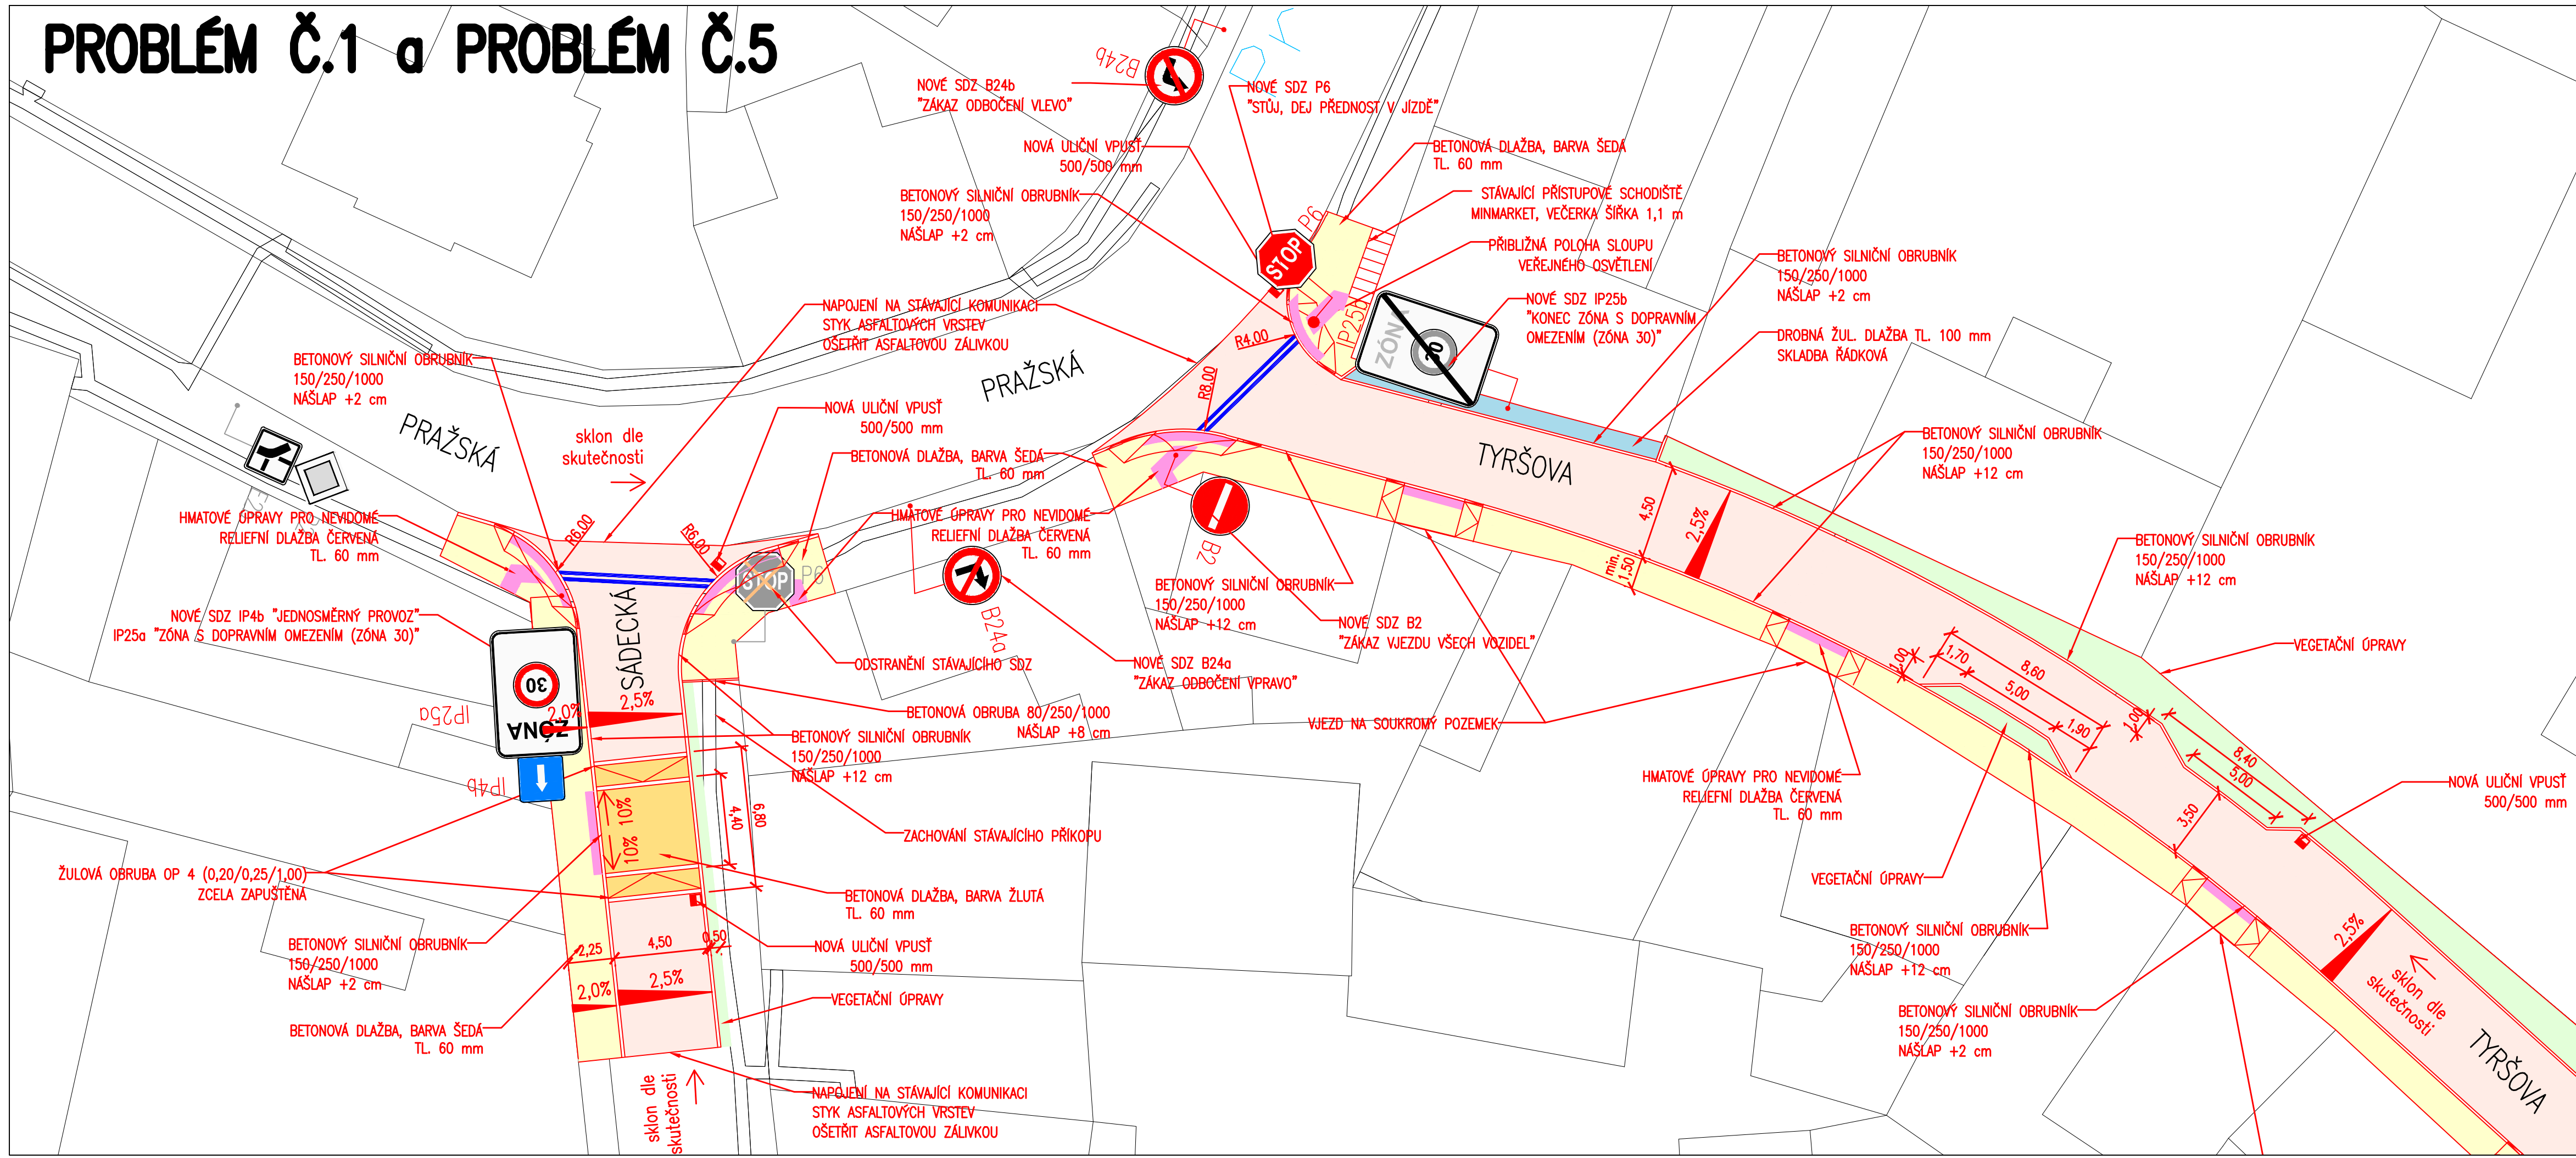 PROBLÉM Č.1 a PROBLÉM Č.5
B24b
NOVÉ SDZ B24b
"ZÁKAZ ODBOČENÍ VLEVO"
NOVÉ SDZ P6
"STŮJ, DEJ PŘEDNOST V JÍZDĚ"
NOVÁ ULIČNÍ VPUSŤ
500/500 mm
BETONOVÁ DLAŽBA, BARVA ŠEDÁ
TL. 60 mm
BETONOVÝ SILNIČNÍ OBRUBNÍK
150/250/1000
NÁŠLAP +2 cm
STÁVAJÍCÍ PŘÍSTUPOVÉ SCHODIŠTĚ
MINMARKET, VEČERKA ŠÍŘKA 1,1 m
P6
STOP
PŘIBLIŽNÁ POLOHA SLOUPU
VEŘEJNÉHO OSVĚTLENÍ
BETONOVÝ SILNIČNÍ OBRUBNÍK
150/250/1000
NÁŠLAP +2 cm
NOVÉ SDZ IP25b
"KONEC ZÓNA S DOPRAVNÍM
OMEZENÍM (ZÓNA 30)"
IP25b
ZÓNA
30
DROBNÁ ŽUL. DLAŽBA TL. 100 mm
SKLADBA ŘÁDKOVÁ
NAPOJENÍ NA STÁVAJÍCÍ KOMUNIKACI
STYK ASFALTOVÝCH VRSTEV
OŠETŘIT ASFALTOVOU ZÁLIVKOU
R4,00
R8,00
PRAŽSKÁ
BETONOVÝ SILNIČNÍ OBRUBNÍK
150/250/1000
NÁŠLAP +2 cm
PRAŽSKÁ
sklon dle
skutečnosti
NOVÁ ULIČNÍ VPUSŤ
500/500 mm
BETONOVÁ DLAŽBA, BARVA ŠEDÁ
TL. 60 mm
TYRŠOVA
BETONOVÝ SILNIČNÍ OBRUBNÍK
150/250/1000
NÁŠLAP +12 cm
HMATOVÉ ÚPRAVY PRO NEVIDOMÉ
RELIEFNÍ DLAŽBA ČERVENÁ
TL. 60 mm
R6,00
R6,00
STOP
P6
HMATOVÉ ÚPRAVY PRO NEVIDOMÉ
RELIEFNÍ DLAŽBA ČERVENÁ
TL. 60 mm
B2
4,50
2,5%
min.
1,50
BETONOVÝ SILNIČNÍ OBRUBNÍK
150/250/1000
NÁŠLAP +12 cm
BETONOVÝ SILNIČNÍ OBRUBNÍK
150/250/1000
NÁŠLAP +12 cm
NOVÉ SDZ IP4b "JEDNOSMĚRNÝ PROVOZ"
IP25a "ZÓNA S DOPRAVNÍM OMEZENÍM (ZÓNA 30)"
SÁDECKÁ
B24a
NOVÉ SDZ B2
"ZÁKAZ VJEZDU VŠECH VOZIDEL"
ODSTRANĚNÍ STÁVAJÍCÍHO SDZ
NOVÉ SDZ B24a
"ZÁKAZ ODBOČENÍ VPRAVO"
VEGETAČNÍ ÚPRAVY
1,00
1,70
8,60
5,00
1,90
1,00
8,40
5,00
3,50
30
ZÓNA
IP25a
IP4b
2,0%
2,5%
BETONOVÁ OBRUBA 80/250/1000
NÁŠLAP +8 cm
BETONOVÝ SILNIČNÍ OBRUBNÍK
150/250/1000
NÁŠLAP +12 cm
VJEZD NA SOUKROMÝ POZEMEK
HMATOVÉ ÚPRAVY PRO NEVIDOMÉ
RELIEFNÍ DLAŽBA ČERVENÁ
TL. 60 mm
NOVÁ ULIČNÍ VPUSŤ
500/500 mm
10%
10%
4,40
6,80
ZACHOVÁNÍ STÁVAJÍCÍHO PŘÍKOPU
ŽULOVÁ OBRUBA OP 4 (0,20/0,25/1,00)
ZCELA ZAPUŠTĚNÁ
BETONOVÁ DLAŽBA, BARVA ŽLUTÁ
TL. 60 mm
VEGETAČNÍ ÚPRAVY
BETONOVÝ SILNIČNÍ OBRUBNÍK
150/250/1000
NÁŠLAP +2 cm
2,25
4,50
0,50
NOVÁ ULIČNÍ VPUSŤ
500/500 mm
BETONOVÝ SILNIČNÍ OBRUBNÍK
150/250/1000
NÁŠLAP +12 cm
2,5%
sklon dle
skutečnosti
2,0%
2,5%
VEGETAČNÍ ÚPRAVY
BETONOVÁ DLAŽBA, BARVA ŠEDÁ
TL. 60 mm
BETONOVÝ SILNIČNÍ OBRUBNÍK
150/250/1000
NÁŠLAP +2 cm
TYRŠOVA
sklon dle
skutečnosti
NAPOJENÍ NA STÁVAJÍCÍ KOMUNIKACI
STYK ASFALTOVÝCH VRSTEV
OŠETŘIT ASFALTOVOU ZÁLIVKOU